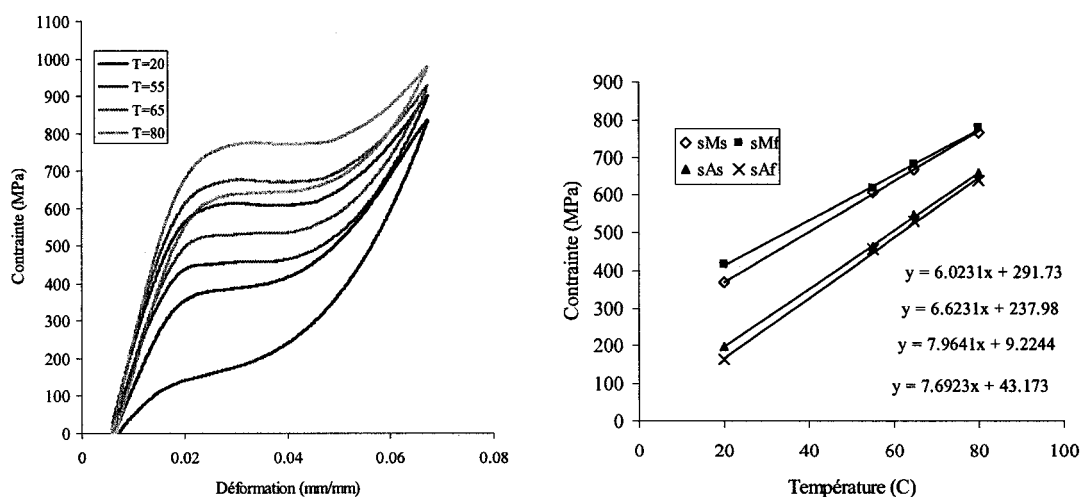 1100
1000
900
800
700
600
500
400
300
200
100
0
Contrainte (MPa)
T=20
T=55
T=65
T=80
0
0.02
0.04
0.06
0.08
Déformation (mm/mm)
900
800
700
600
500
400
300
200
100
0
Contrainte (MPa)
sMs sMf
sAs sAf
y = 6.0231x + 291.73
y = 6.6231x + 237.98
y = 7.9641x + 9.2244
y = 7.6923x + 43.173
0
20
40
60
80
100
Température (C)